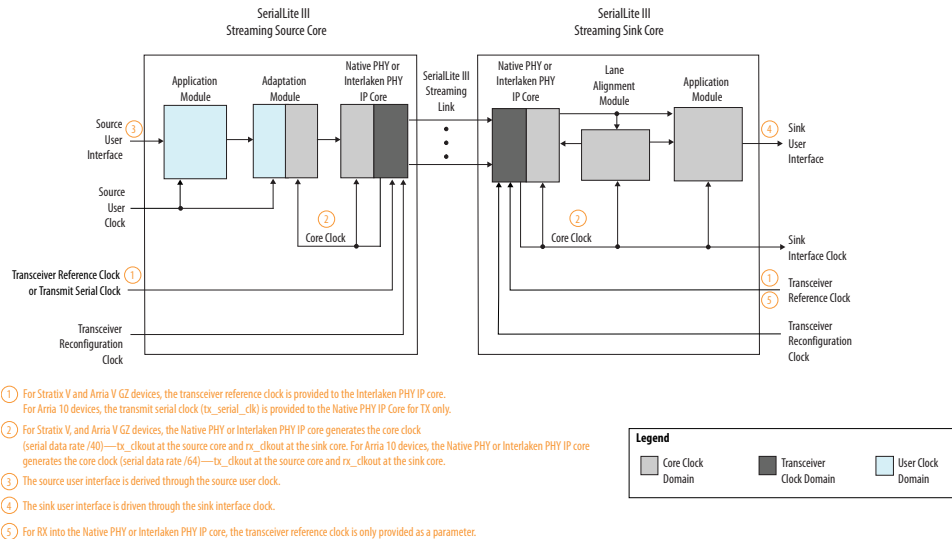 SerialLite III
Streaming Source Core
SerialLite III
Streaming Sink Core
Application
Module
Adaptation
Module
Native PHY or
Interlaken PHY
IP Core
SerialLite III
Streaming
Link
Native PHY or
Interlaken PHY
IP Core
Lane
Alignment
Module
Application
Module
Source
User
Interface
3
Source
User
Clock
2
Core Clock
Transceiver Reference Clock
or Transmit Serial Clock
1
Transceiver
Reconfiguration
Clock
2
Core Clock
4
Sink
User
Interface
Sink
Interface Clock
1
5
Transceiver
Reference Clock
Transceiver
Reconfiguration
Clock
1 For Stratix V and Arria V GZ devices, the transceiver reference clock is provided to the Interlaken PHY IP core.
For Arria 10 devices, the transmit serial clock (tx_serial_clk) is provided to the Native PHY IP Core for TX only.
2 For Stratix V, and Arria V GZ devices, the Native PHY or Interlaken PHY IP core generates the core clock
(serial data rate /40)—tx_clkout at the source core and rx_clkout at the sink core. For Arria 10 devices, the Native PHY or Interlaken PHY IP core
generates the core clock (serial data rate /64)—tx_clkout at the source core and rx_clkout at the sink core.
3 The source user interface is derived through the source user clock.
4 The sink user interface is driven through the sink interface clock.
5 For RX into the Native PHY or Interlaken PHY IP core, the transceiver reference clock is only provided as a parameter.
Legend
Core Clock
Domain
Transceiver
Clock Domain
User Clock
Domain